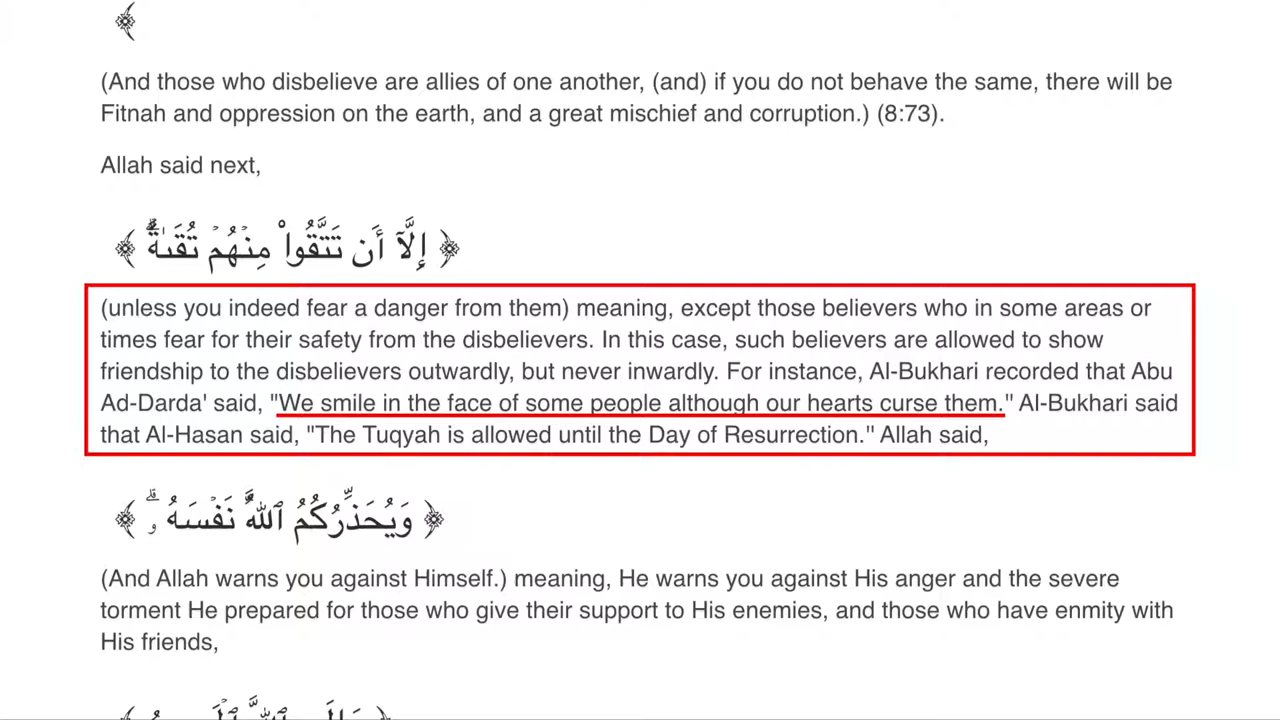 (And those who disbelieve are allies of one another, (and) if you do not behave the same, there will be
Fitnah and oppression on the earth, and a great mischief and corruption.) (8:73).
Allah said next,
﴿إِلَّآ أَن تَتَّقُواْ مِنْهُمْ تُقَـٰةً﴾
(unless you indeed fear a danger from them) meaning, except those believers who in some areas or
times fear for their safety from the disbelievers. In this case, such believers are allowed to show
friendship to the disbelievers outwardly, but never inwardly. For instance, Al-Bukhari recorded that Abu
Ad-Darda' said, "We smile in the face of some people although our hearts curse them." Al-Bukhari said
that Al-Hasan said, "The Tuqyah is allowed until the Day of Resurrection." Allah said,
﴿وَيُحَذِّرُكُمُ ٱللَّهُ نَفْسَهُ ۥ ۗ﴾
(And Allah warns you against Himself.) meaning, He warns you against His anger and the severe
torment He prepared for those who give their support to His enemies, and those who have enmity with
His friends,